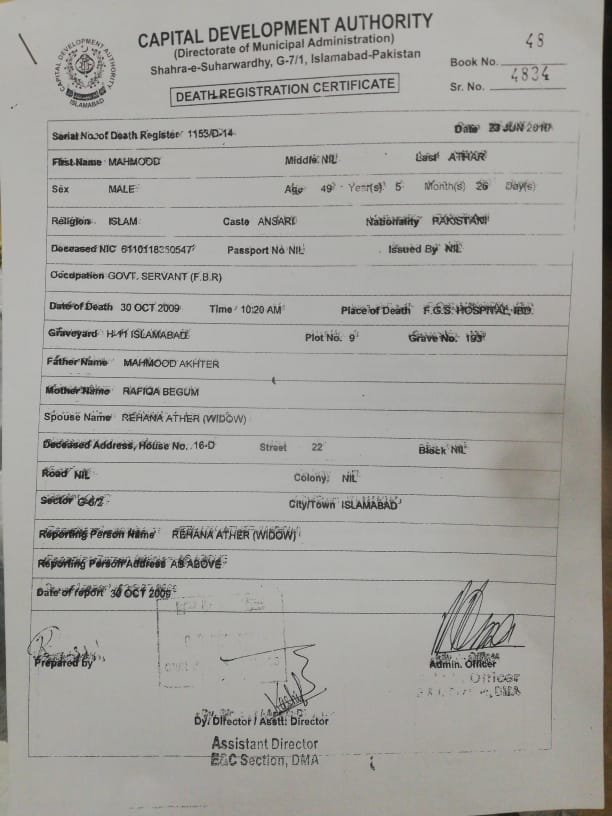 CAPITAL DEVELOPMENT AUTHORITY
(Directorate of Municipal Administration)
Shahra-e-Suharwardhy, G-7/1, Islamabad-Pakistan
CAPITAL DEVELOPMENT AUTHORITY
ISLAMABAD
Book No. 48
Sr. No. 4834
DEATH REGISTRATION CERTIFICATE
Serial No. of Death Register 1153/D-14 Date 23 JUN 2010
First Name MAHMOOD Middle NIL Last ATHAR
Sex MALE Age 49 Year(s) 5 Month(s) 26 Day(s)
Religion ISLAM Caste ANSARI Nationality PAKISTANI
Deceased NIC Passport No NIL Issued By NIL
Occupation GOVT. SERVANT (F.B.R)
Date of Death 30 OCT 2009 Time 10:20 AM Place of Death F.G.S. HOSPITAL, IBD.
Graveyard H-11 ISLAMABAD Plot No. 9 Grave No. 193
Father Name MAHMOOD AKHTER
Mother Name RAFIQA BEGUM
Spouse Name REHANA ATHER (WIDOW)
Deceased Address, House No. 16-D Street 22 Block NIL
Road NIL Colony. NIL
Sector G-6/2 City/Town ISLAMABAD
Reporting Person Name REHANA ATHER (WIDOW)
Reporting Person Address AS ABOVE
Date of report 30 OCT 2009
Prepared by
Admin. Officer
Officer
DMA
Dy. Director / Asstt: Director
Assistant Director
E&C Section, DMA